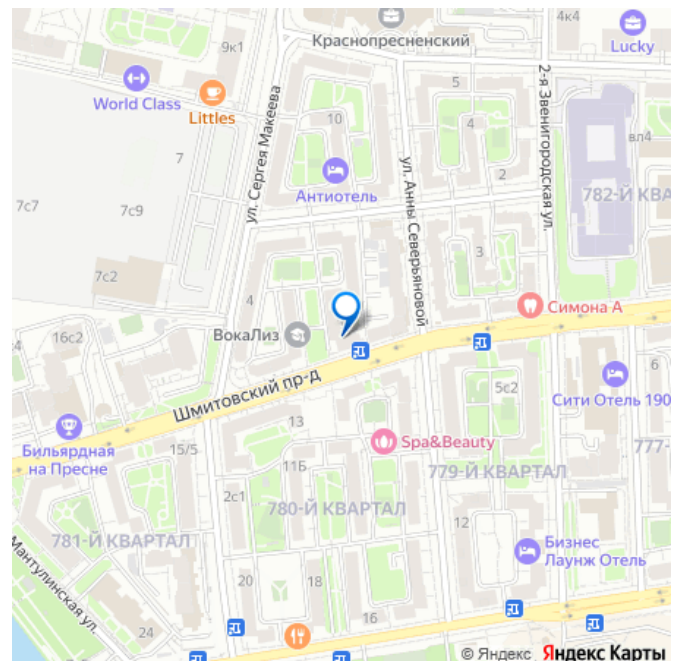 4к4
Краснопресненский
Lucky
9к1
World Class
Littles
5
2-я Звенигородская ул.
ул. Сергея Макеева
10
4
вл4
7
ул. Анны Северьяновой
Антиотель
2
782-Й КВА
7с7
7с9
3
7с2
4
Симона А
16с2
ВокаЛиз
Шмитовский пр-д
5с2
6
Сити Отель 190
Бильярдная
на Пресне
15/5
13
Spa&Beauty
777-
11Б
779-Й КВАРТАЛ
2с1
780-Й КВАРТАЛ
12
781-Й КВАРТАЛ
Бизнес
Лаунж Отель
Мантулинская ул.
20
18
16
24
© Яндекс Яндекс Карты